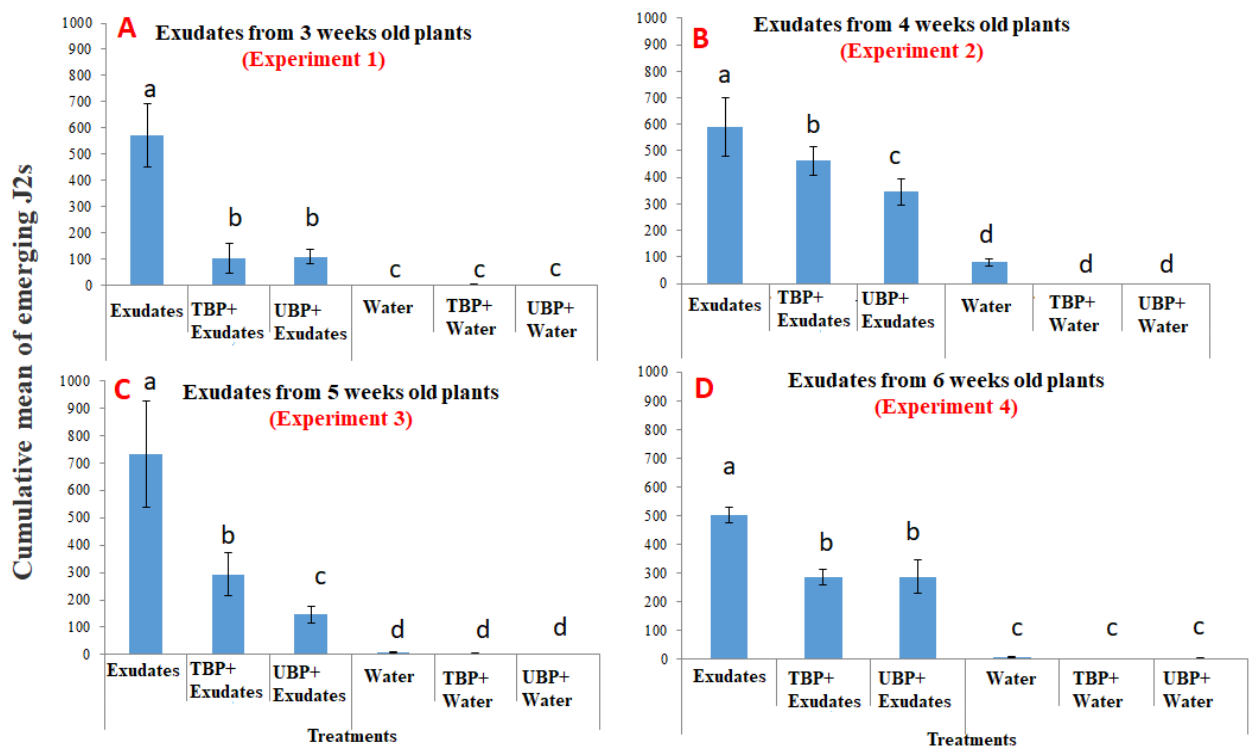 Cumulative mean of emerging J2s
A
Exudates from 3 weeks old plants
(Experiment 1)
1000
900
800
700
600
500
400
300
200
100
0
a
b
b
c
c
c
Exudates
TBP+
Exudates
UBP+
Exudates
Water
TBP+
Water
UBP+
Water
B
Exudates from 4 weeks old plants
(Experiment 2)
1000
900
800
700
600
500
400
300
200
100
0
a
b
c
d
d
d
Exudates
TBP+
Exudates
UBP+
Exudates
Water
TBP+
Water
UBP+
Water
C
Exudates from 5 weeks old plants
(Experiment 3)
1000
900
800
700
600
500
400
300
200
100
0
a
b
c
d
d
d
Exudates
TBP+
Exudates
UBP+
Exudates
Water
TBP+
Water
UBP+
Water
Treatments
D
Exudates from 6 weeks old plants
(Experiment 4)
1000
900
800
700
600
500
400
300
200
100
0
a
b
b
c
c
c
Exudates
TBP+
Exudates
UBP+
Exudates
Water
TBP+
Water
UBP+
Water
Treatments